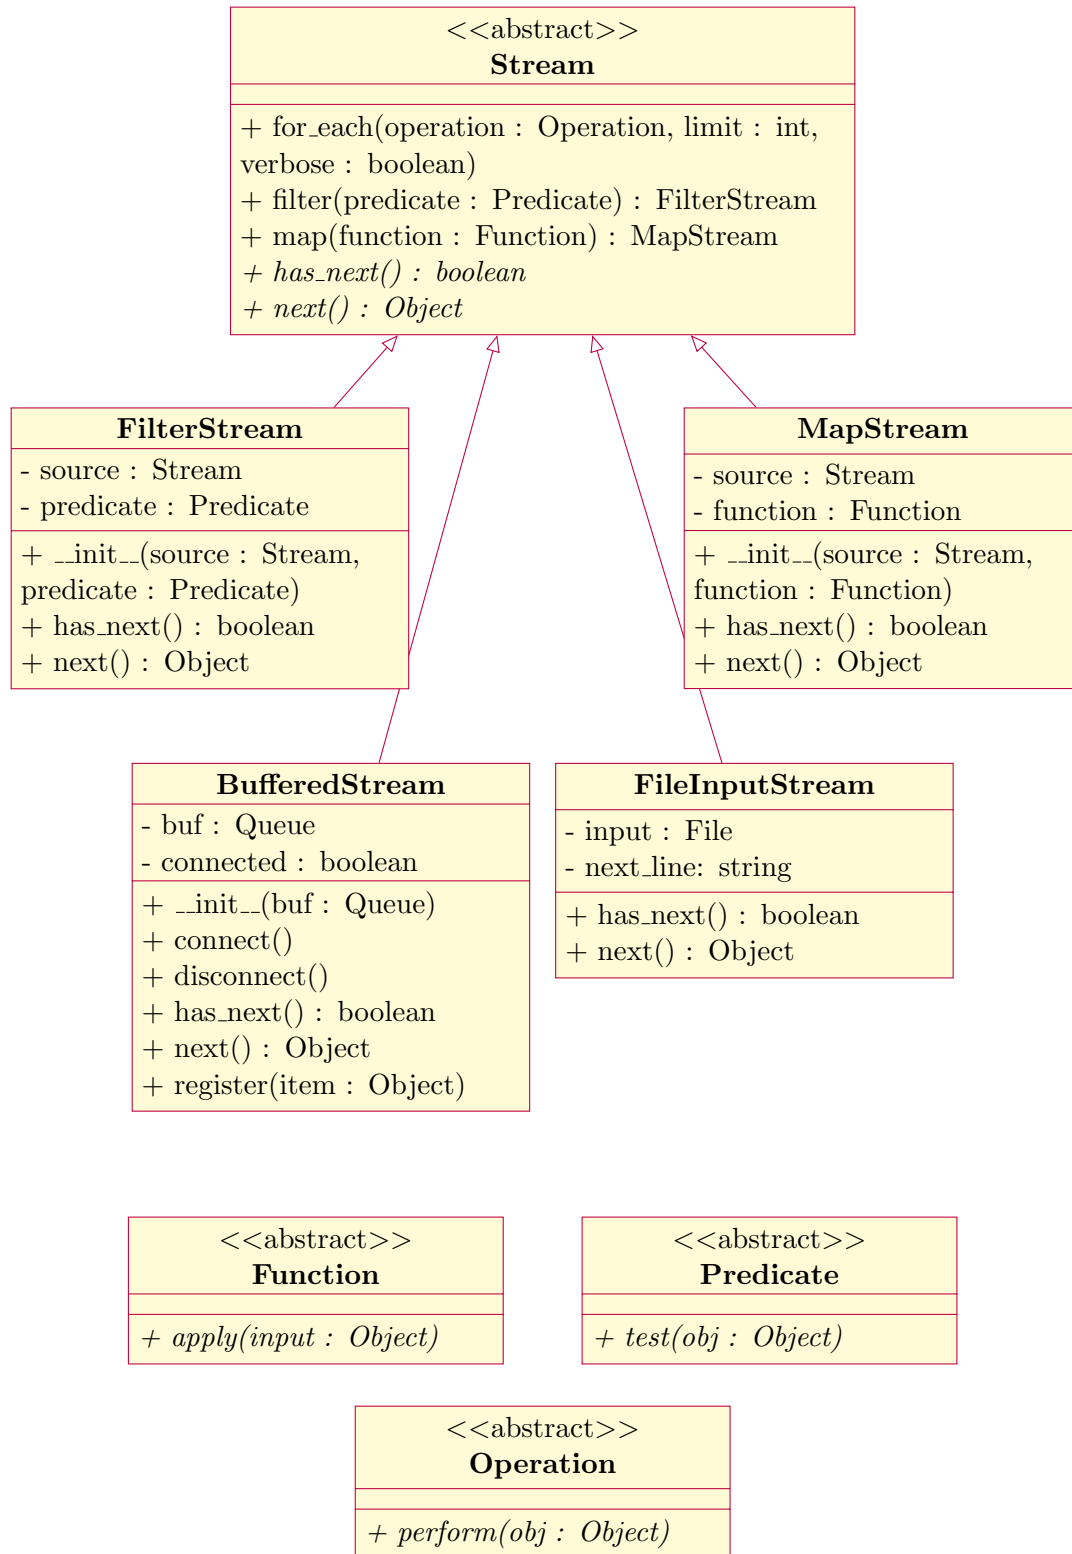 <<abstract>>
Stream
+ for_each(operation : Operation, limit : int,
verbose : boolean)
+ filter(predicate : Predicate) : FilterStream
+ map(function : Function) : MapStream
+ has_next() : boolean
+ next() : Object
FilterStream
- source : Stream
- predicate : Predicate
+ __init__(source : Stream,
predicate : Predicate)
+ has_next() : boolean
+ next() : Object
MapStream
- source : Stream
- function : Function
+ __init__(source : Stream,
function : Function)
+ has_next() : boolean
+ next() : Object
BufferedStream
- buf : Queue
- connected : boolean
+ __init__(buf : Queue)
+ connect()
+ disconnect()
+ has_next() : boolean
+ next() : Object
+ register(item : Object)
FileInputStream
- input : File
- next_line: string
+ has_next() : boolean
+ next() : Object
<<abstract>>
Function
+ apply(input : Object)
<<abstract>>
Predicate
+ test(obj : Object)
<<abstract>>
Operation
+ perform(obj : Object)